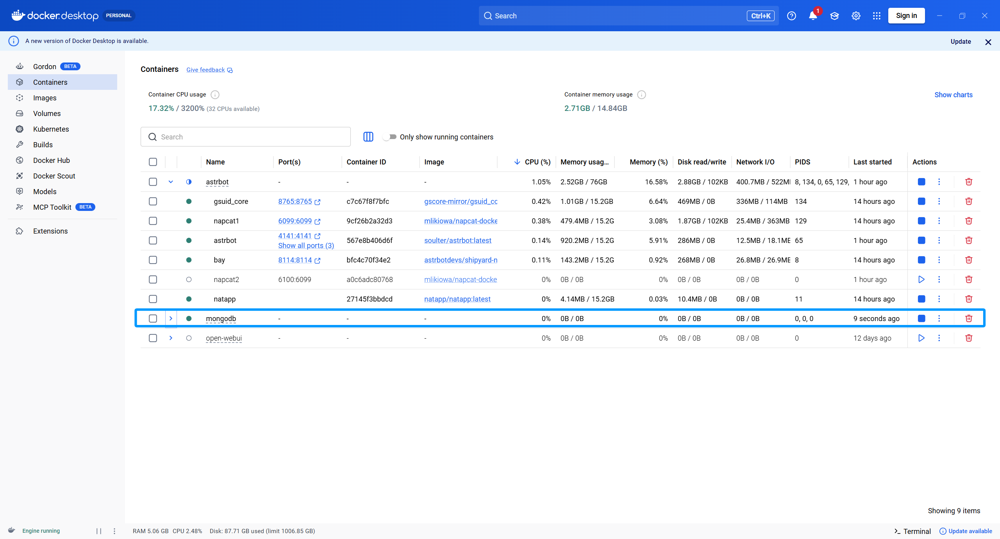 docker.desktop PERSONAL
Search Ctrl+K 1 Sign in
A new version of Docker Desktop is available. Update
Gordon BETA
Containers
Images
Volumes
Kubernetes
Builds
Docker Hub
Docker Scout
Models
MCP Toolkit BETA
Extensions
Containers Give feedback
Container CPU usage
17.32% / 3200% (32 CPUs available)
Container memory usage
2.71GB / 14.84GB
Show charts
Search Only show running containers
Name Port(s) Container ID Image CPU (%) Memory usag... Memory (%) Disk read/write Network I/O PIDS Last started Actions
astrbot - - - 1.05% 2.52GB / 76GB 16.58% 2.88GB / 102KB 400.7MB / 522MI 8, 134, 0, 65, 129, 1 hour ago
gsuid_core 8765:8765 c7c67f8f7bfc gscore-mirror/gsuid_cc 0.42% 1.01GB / 15.2GB 6.64% 469MB / 0B 336MB / 114MB 134 14 hours ago
napcat1 6099:6099 9cf26b2a32d3 mlikiowa/napcat-docke 0.38% 479.4MB / 15.2G 3.08% 1.87GB / 102KB 25.4MB / 363MB 129 14 hours ago
astrbot 4141:4141 567e8b406d6f soulter/astrbot:latest 0.14% 920.2MB / 15.2G 5.91% 286MB / 0B 12.5MB / 18.1ME 65 1 hour ago
Show all ports (3)
bay 8114:8114 bfc4c70f34e2 astrbotdevs/shipyard-n 0.11% 143.2MB / 15.2G 0.92% 268MB / 0B 26.8MB / 26.9ME 8 14 hours ago
napcat2 6100:6099 a0c6adc80768 mlikiowa/napcat-docke 0% 0B / 0B 0% 0B / 0B 0B / 0B 0 1 hour ago
natapp 27145f3bbdcd natapp/natapp:latest 0% 4.14MB / 15.2GB 0.03% 10.4MB / 0B 0B / 0B 11 14 hours ago
mongodb - - - 0% 0B / 0B 0% 0B / 0B 0B / 0B 0, 0, 0 9 seconds ago
open-webui - - - 0% 0B / 0B 0% 0B / 0B 0B / 0B 0 12 days ago
Showing 9 items
Engine running RAM 5.06 GB CPU 2.48% Disk: 87.71 GB used (limit 1006.85 GB) Terminal Update available